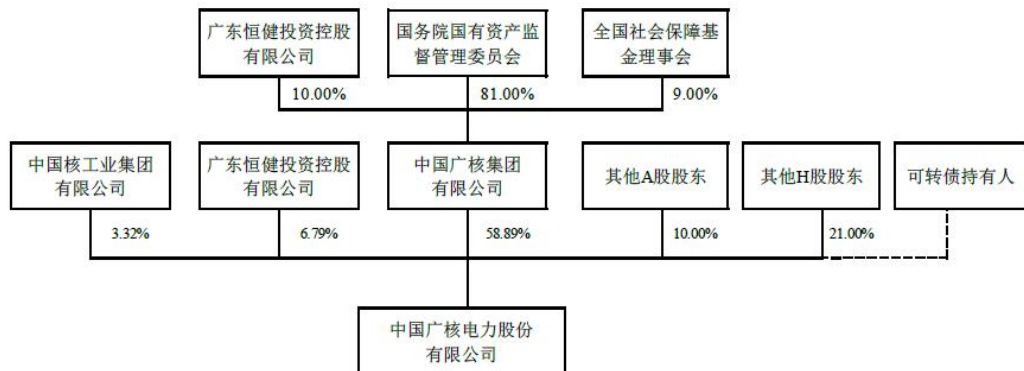 广东恒健投资控股
有限公司
国务院国有资产监
督管理委员会
全国社会保障基
金理事会
10.00%
81.00%
9.00%
中国核工业集团
有限公司
广东恒健投资控股
有限公司
中国广核集团
有限公司
其他A股股东
其他H股股东
可转债持有人
3.32%
6.79%
58.89%
10.00%
21.00%
中国广核电力股份
有限公司